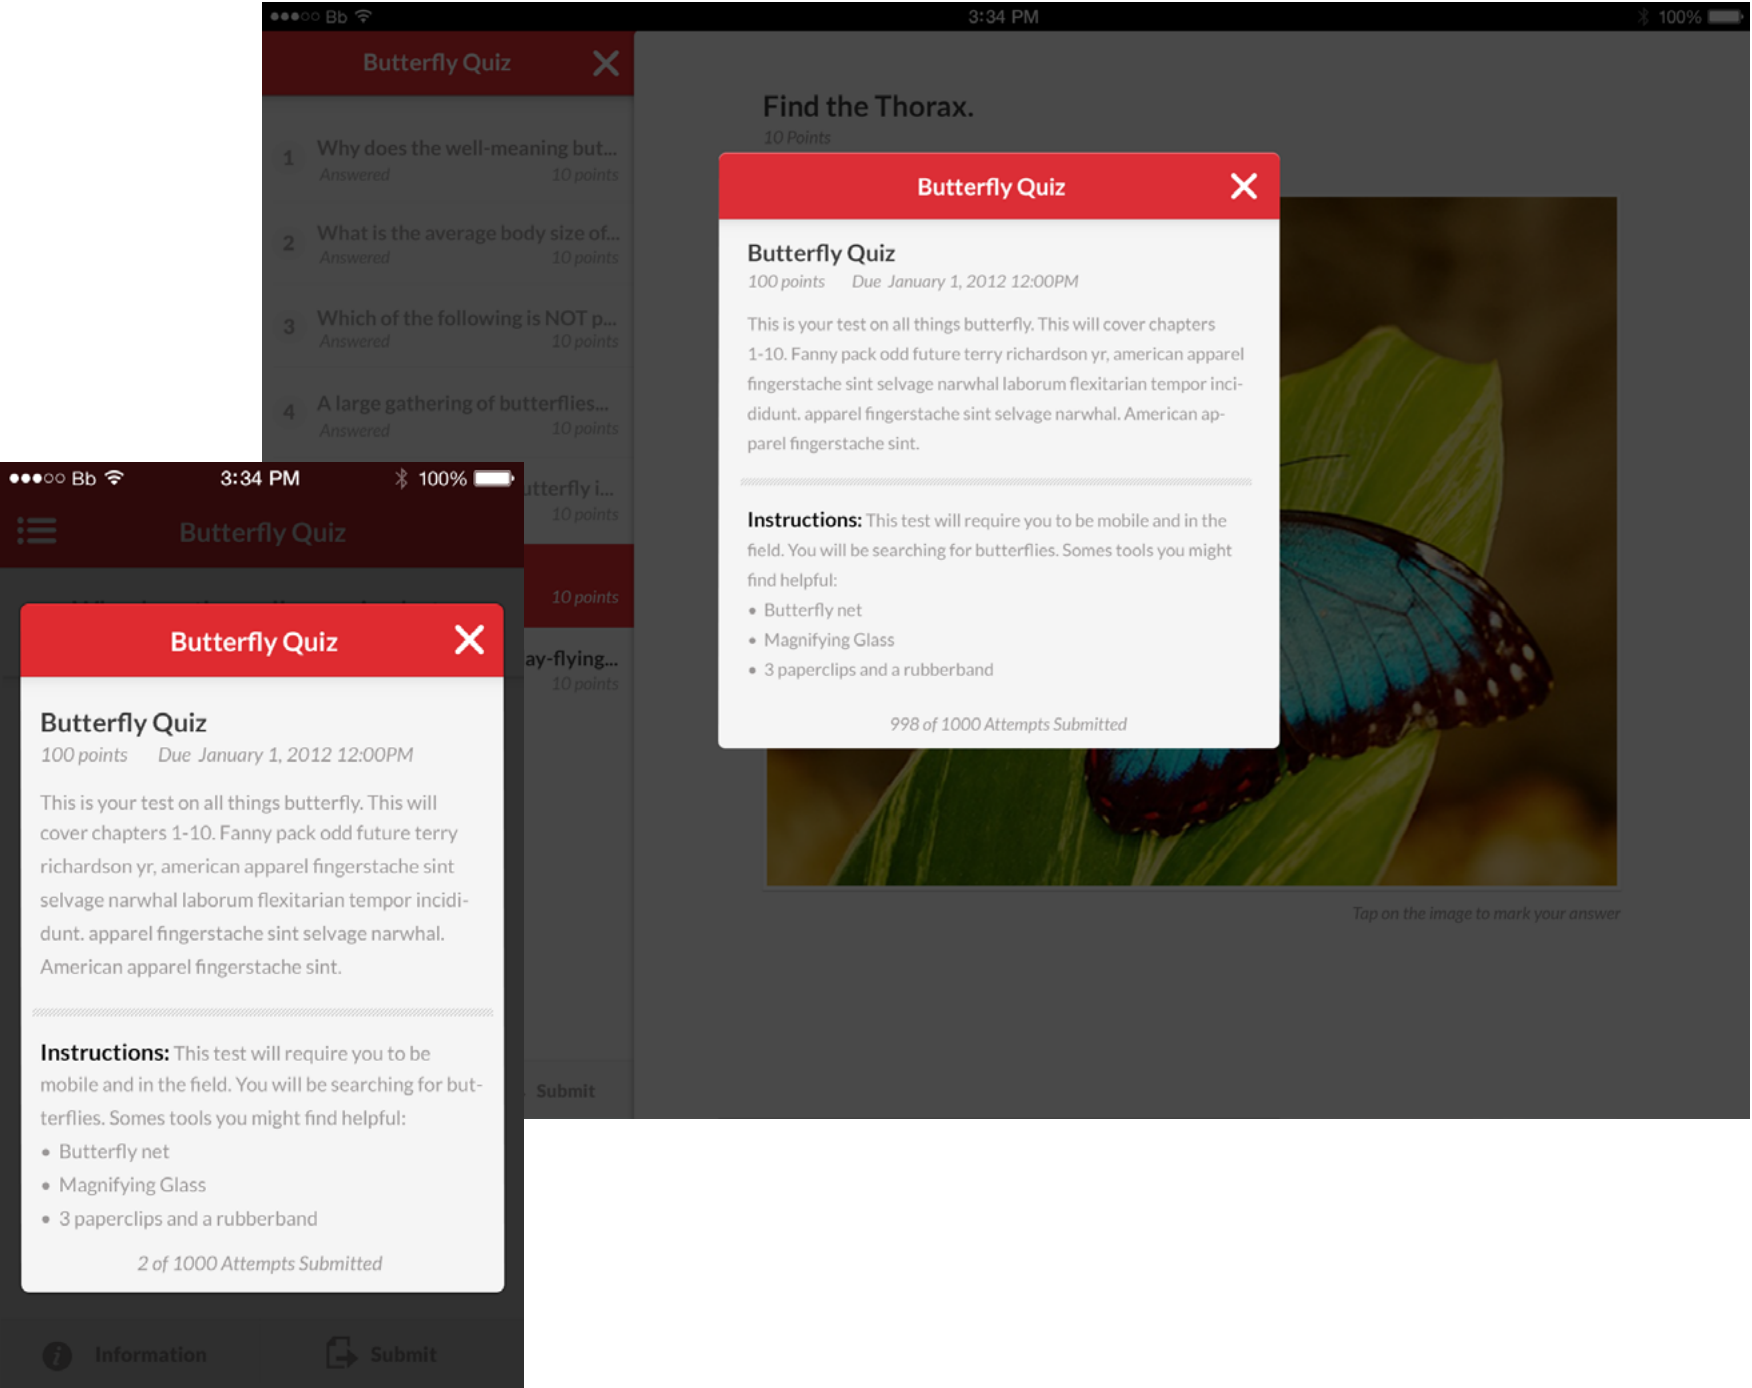 Bb 3:34 PM 100%
Butterfly Quiz
1 Why does the well-meaning but...
Answered 10 points
2 What is the average body size of...
Answered 10 points
3 Which of the following is NOT p...
Answered 10 points
4 A large gathering of butterflies...
Answered 10 points
utterfly i...
10 points
10 points
ay-flying...
10 points
Submit
Find the Thorax.
10 Points
Butterfly Quiz
Butterfly Quiz
100 points Due January 1, 2012 12:00PM
This is your test on all things butterfly. This will cover chapters
1-10. Fanny pack odd future terry richardson yr, american apparel
fingerstache sint selvage narwhal laborum flexitarian tempor inci-
didunt. apparel fingerstache sint selvage narwhal. American ap-
parel fingerstache sint.
Instructions: This test will require you to be mobile and in the
field. You will be searching for butterflies. Somes tools you might
find helpful:
• Butterfly net
• Magnifying Glass
• 3 paperclips and a rubberband
998 of 1000 Attempts Submitted
Tap on the image to mark your answer
Bb 3:34 PM 100%
Butterfly Quiz
Butterfly Quiz
Butterfly Quiz
100 points Due January 1, 2012 12:00PM
This is your test on all things butterfly. This will
cover chapters 1-10. Fanny pack odd future terry
richardson yr, american apparel fingerstache sint
selvage narwhal laborum flexitarian tempor incidi-
dunt. apparel fingerstache sint selvage narwhal.
American apparel fingerstache sint.
Instructions: This test will require you to be
mobile and in the field. You will be searching for but-
terflies. Somes tools you might find helpful:
• Butterfly net
• Magnifying Glass
• 3 paperclips and a rubberband
2 of 1000 Attempts Submitted
Information Submit